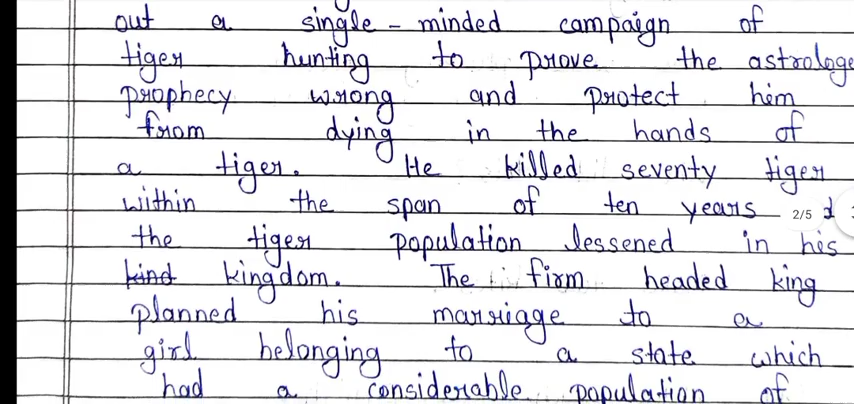 out a single - minded campaign of
tiger hunting to prove the astrologe
prophecy wrong and protect him
from dying in the hands of
a tiger. He killed seventy tiger
wiithin the span of ten years 2/5
the tiger population lessened in his
kind kingdom. The firm headed king
planned his marriage to a
girl belonging to a state which
had a considerable population of